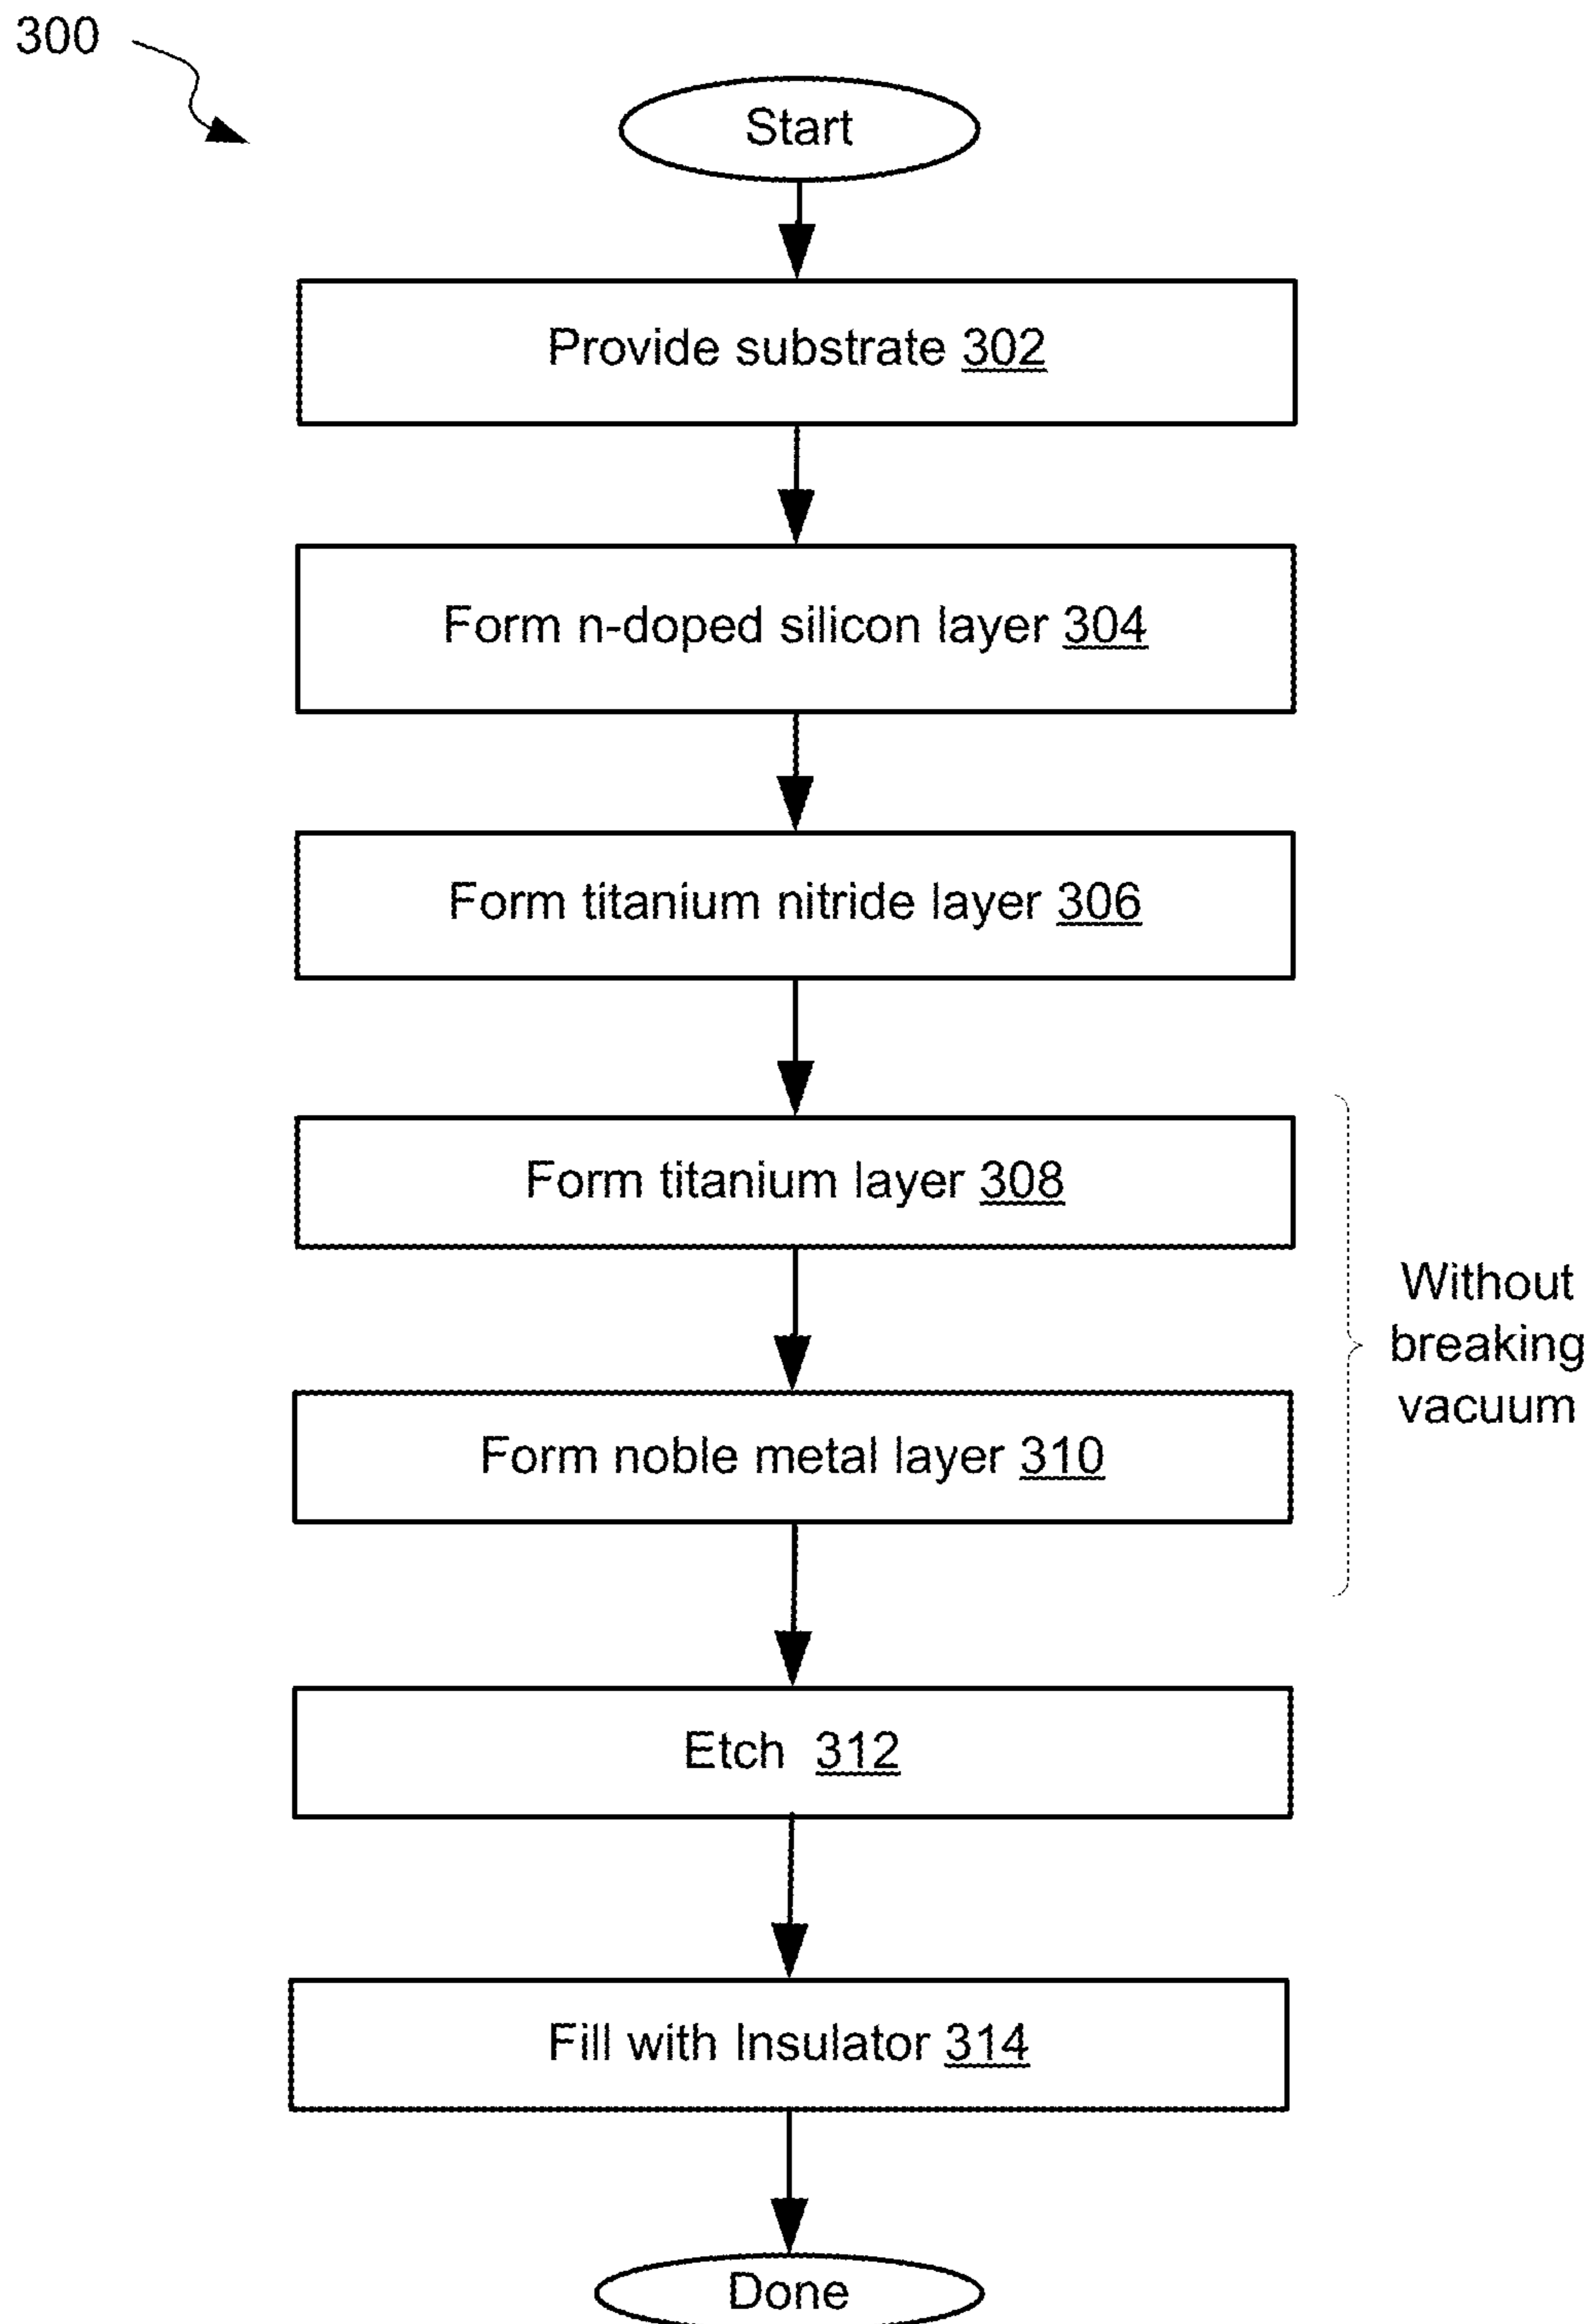 300
Start
Provide substrate 302
Form n-doped silicon layer 304
Form titanium nitride layer 306
Form titanium layer 308
Without
breaking
vacuum
Form noble metal layer 310
Etch 312
Fill with Insulator 314
Done